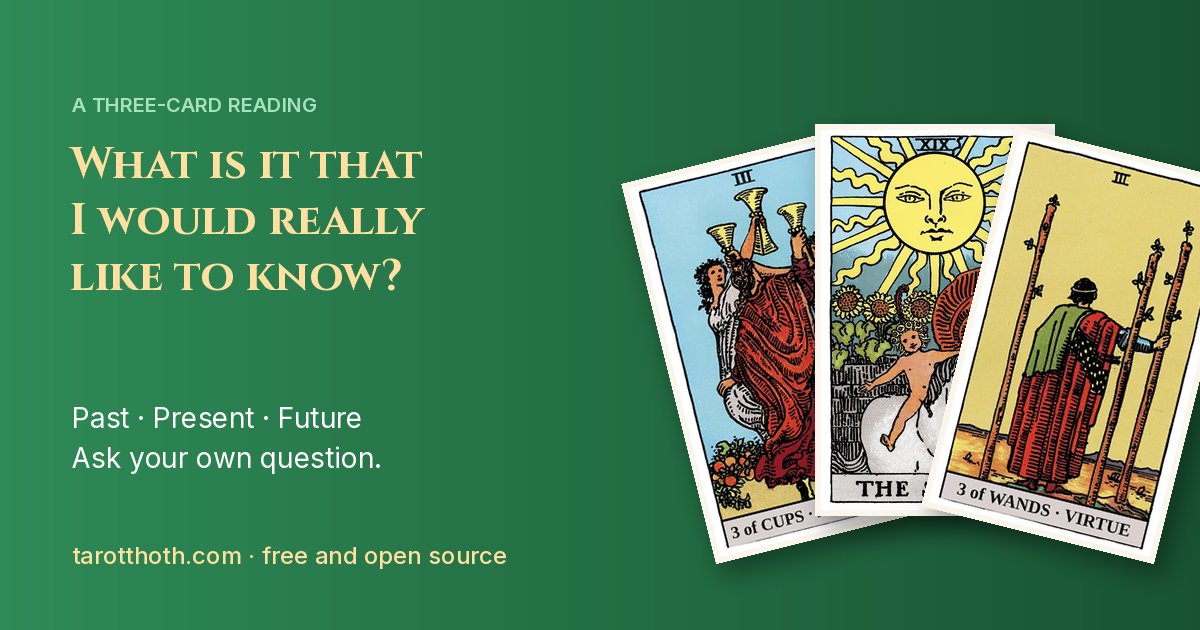 A THREE-CARD READING
WHAT IS IT THAT
I WOULD REALLY
LIKE TO KNOW?
Past · Present · Future
Ask your own question.
tarotthoth.com · free and open source
III
3 of CUPS ·
XIX
THE
III
3 of WANDS · VIRTUE